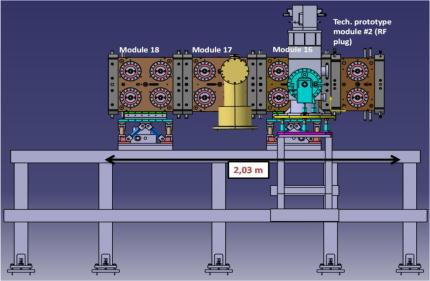 Tech. prototype
module #2 (RF
plug)
Module 18
Module 17
Module 16
2,03 m